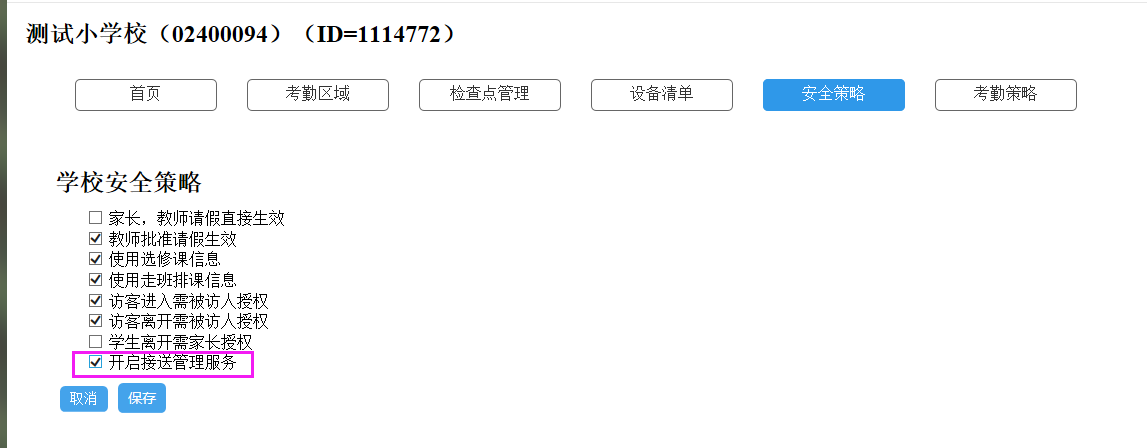 测试小学校（02400094）（ID=1114772）
首页 考勤区域 检查点管理 设备清单 安全策略 考勤策略
学校安全策略
家长，教师请假直接生效
教师批准请假生效
使用选修课信息
使用走班排课信息
访客进入需被访人授权
访客离开需被访人授权
学生离开需家长授权
开启接送管理服务
取消 保存